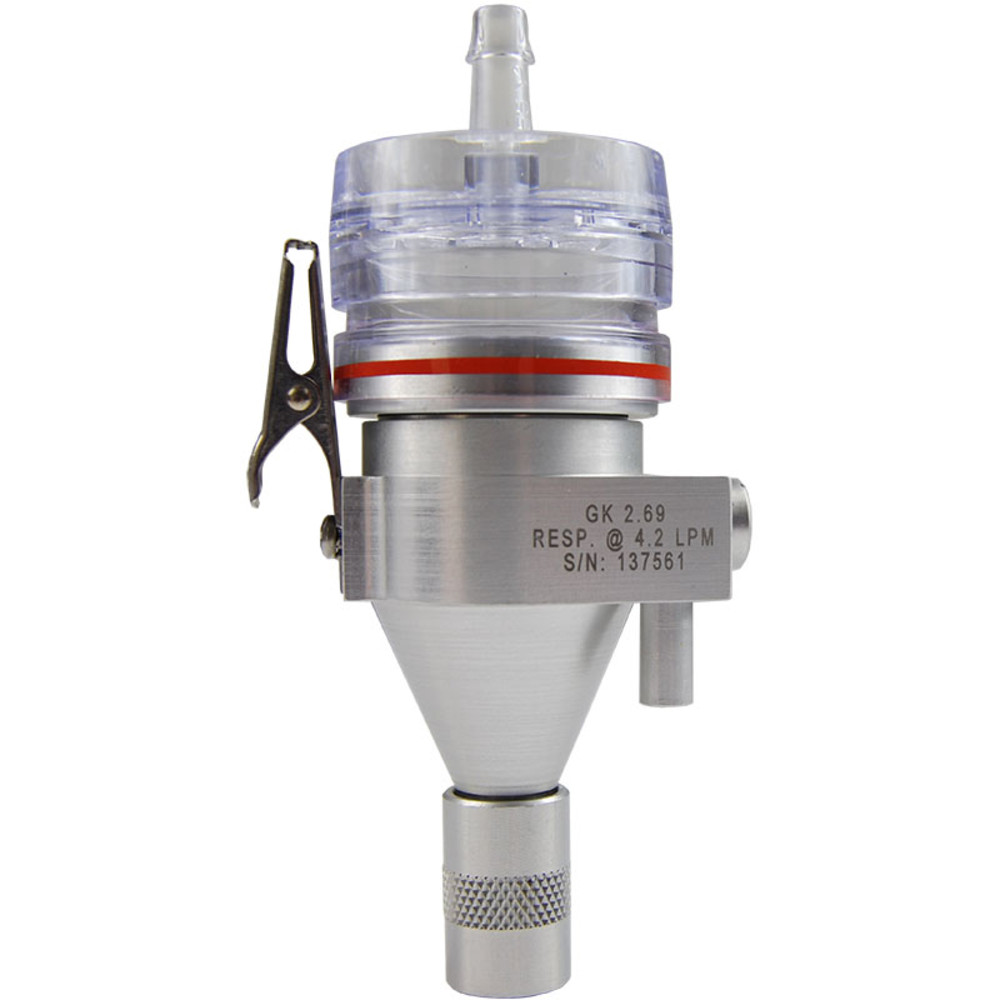 GK 2.69
RESP. @ 4.2 LPM
S/N: 137561